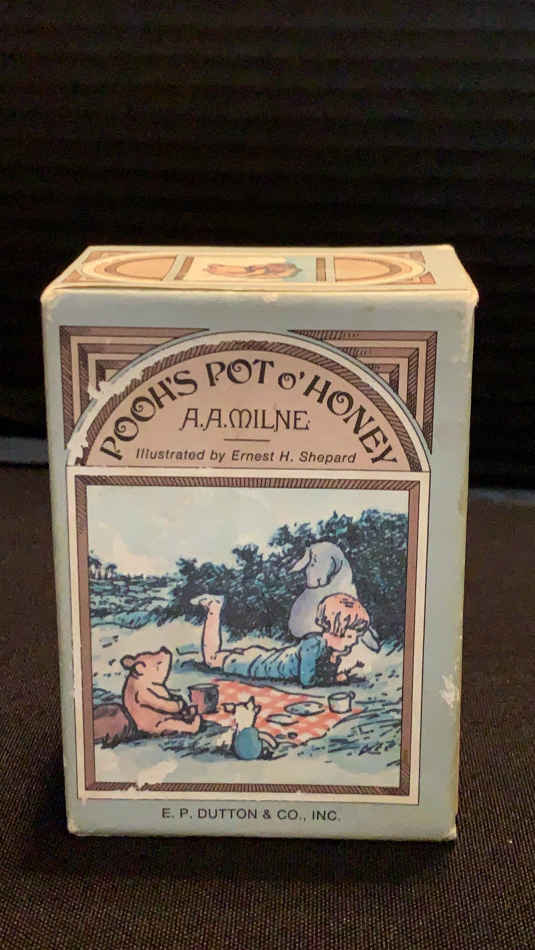 POOH'S POT O' HONEY
A.A.MILNE
Illustrated by Ernest H. Shepard
E. P. DUTTON & CO., INC.